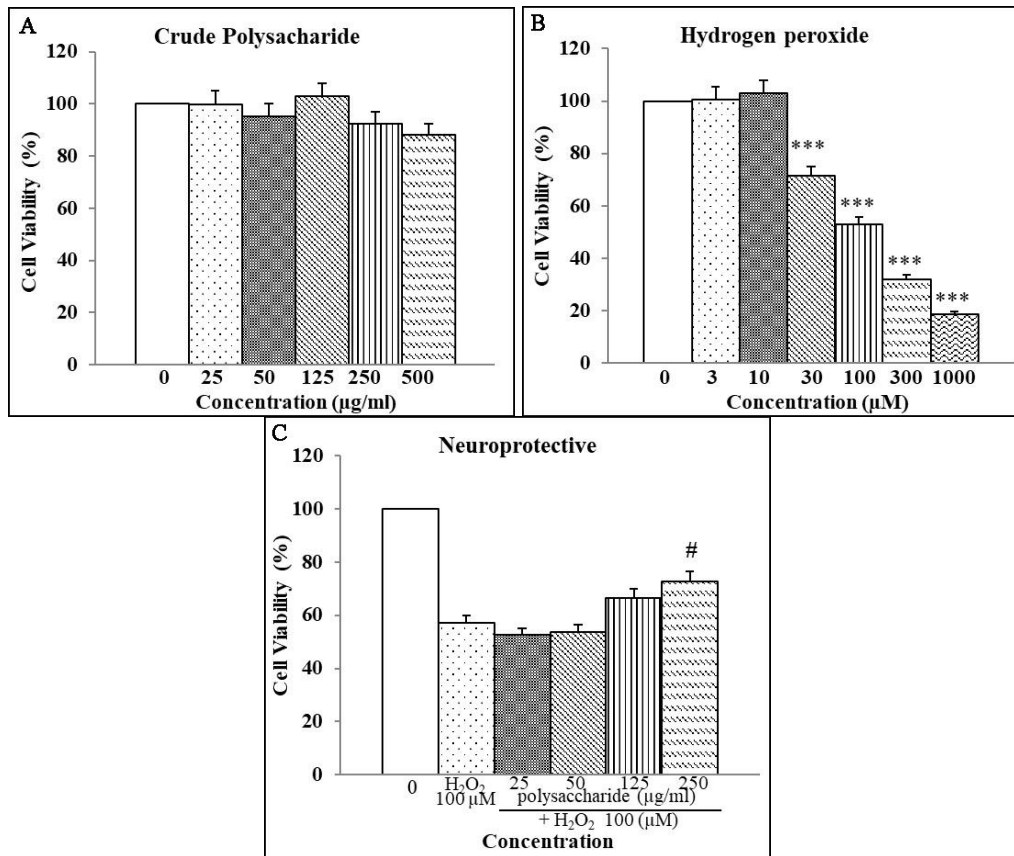 A
Crude Polysacharide
Cell Viability (%)
120
100
80
60
40
20
0
0 25 50 125 250 500
Concentration (µg/ml)
B
Hydrogen peroxide
Cell Viability (%)
120
100
80
60
40
20
0
***
***
***
***
0 3 10 30 100 300 1000
Concentration (µM)
C
Neuroprotective
Cell Viability (%)
120
100
80
60
40
20
0
#
0 H₂O₂ 25 50 125 250
100 µM polysaccharide (µg/ml)
+ H₂O₂ 100 (µM)
Concentration